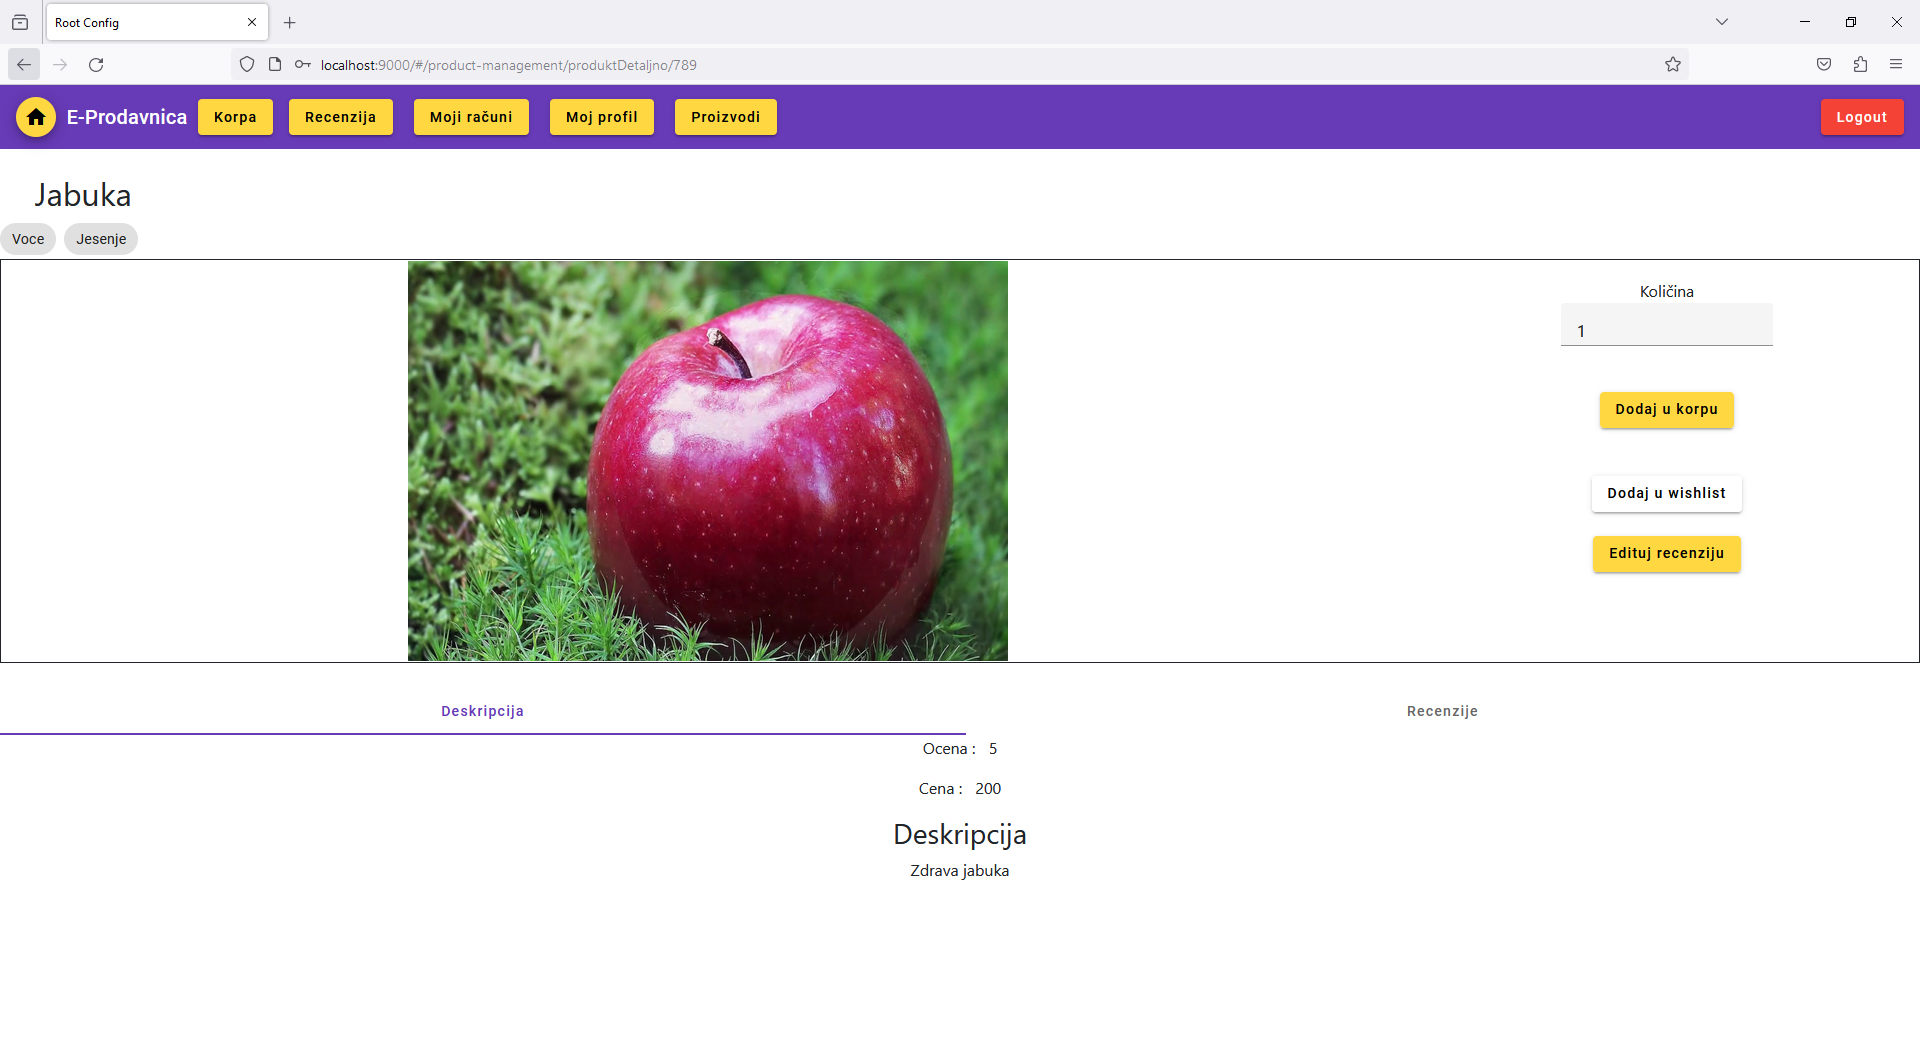 Root Config
localhost:9000/#/product-management/produktDetaljno/789
E-Prodavnica Korpa Recenzija Moji računi Moj profil Proizvodi Logout
Jabuka
Voce Jesenje
Količina
1
Dodaj u korpu
Dodaj u wishlist
Edituj recenziju
Deskripcija Recenzije
Ocena : 5
Cena : 200
Deskripcija
Zdrava jabuka